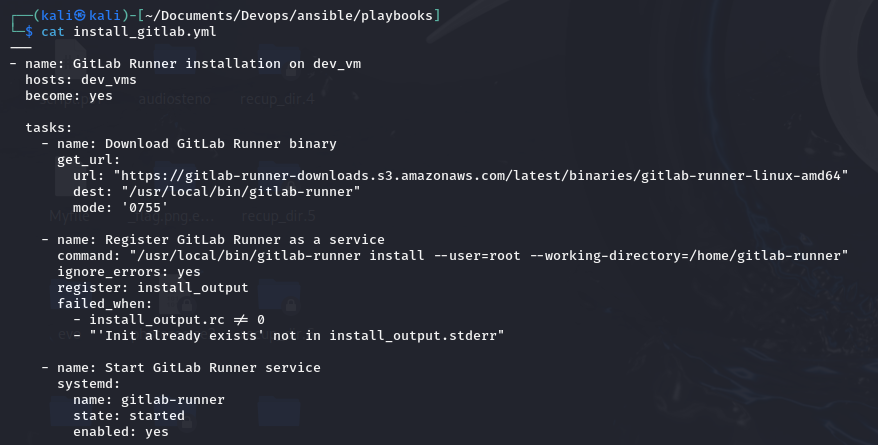 ┌──(kali㉿kali)-[~/Documents/Devops/ansible/playbooks]
└─$ cat install_gitlab.yml
---
- name: GitLab Runner installation on dev_vm
  hosts: dev_vms
  become: yes

  tasks:
    - name: Download GitLab Runner binary
      get_url:
        url: "https://gitlab-runner-downloads.s3.amazonaws.com/latest/binaries/gitlab-runner-linux-amd64"
        dest: "/usr/local/bin/gitlab-runner"
        mode: '0755'

    - name: Register GitLab Runner as a service
      command: "/usr/local/bin/gitlab-runner install --user=root --working-directory=/home/gitlab-runner"
      ignore_errors: yes
      register: install_output
      failed_when:
        - install_output.rc != 0
        - "'Init already exists' not in install_output.stderr"

    - name: Start GitLab Runner service
      systemd:
        name: gitlab-runner
        state: started
        enabled: yes
audiosteno
recup_dir.4
recup_dir.5